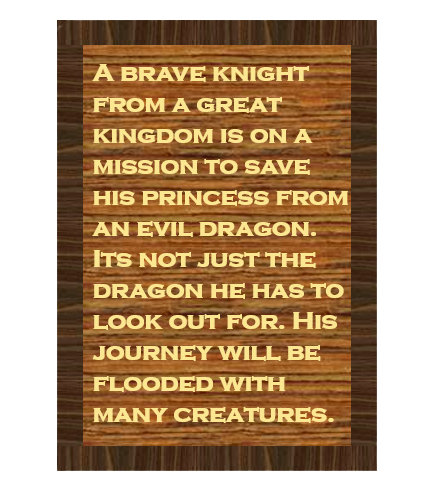 A brave knight
from a great
kingdom is on a
mission to save
his princess from
an evil dragon.
Its not just the
dragon he has to
look out for. His
journey will be
flooded with
many creatures.